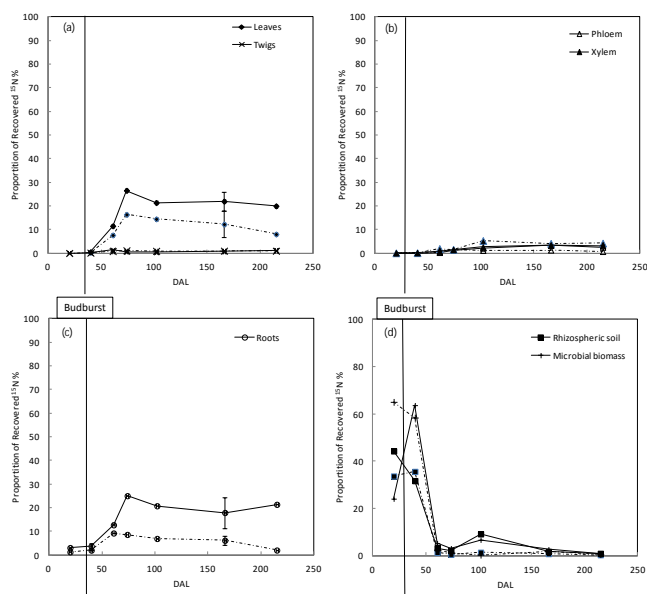 (a)
Leaves
Twigs
Proportition of Recovered ¹⁵N %
100
90
80
70
60
50
40
30
20
10
0
0 50 100 150 200 250
DAL
(b)
Phloem
Xylem
Proportition of Recovered ¹⁵N %
100
90
80
70
60
50
40
30
20
10
0
0 50 100 150 200 250
DAL
Budburst
(c)
Roots
Proportition of Recovered ¹⁵N %
100
90
80
70
60
50
40
30
20
10
0
0 50 100 150 200 250
DAL
Budburst
(d)
Rhizospheric soil
Microbial biomass
Proportition of Recovered ¹⁵N %
100
80
60
40
20
0
0 50 100 150 200 250
DAL